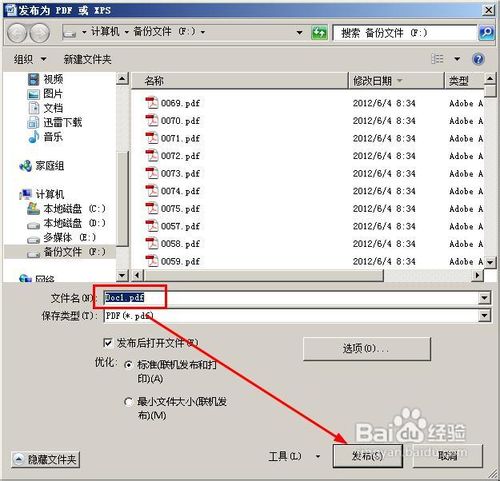 发布为 PDF 或 XPS
计算机 ▸ 备份文件 (F:) ▸
搜索 备份文件 (F:)
组织 新建文件夹
视频
图片
文档
迅雷下载
音乐
家庭组
计算机
本地磁盘 (C:)
本地磁盘 (D:)
多媒体 (E:)
备份文件 (F:)
网络
名称 修改日期 类型
0069.pdf 2012/6/4 8:34 Adobe A
0070.pdf 2012/6/4 8:34 Adobe A
0071.pdf 2012/6/4 8:34 Adobe A
0072.pdf 2012/6/4 8:34 Adobe A
0073.pdf 2012/6/4 8:34 Adobe A
0074.pdf 2012/6/4 8:34 Adobe A
0075.pdf 2012/6/4 8:34 Adobe A
0057.pdf 2012/6/4 8:34 Adobe A
0058.pdf 2012/6/4 8:34 Adobe A
0059.pdf 2012/6/4 8:34 Adobe A
文件名(N): Doc1.pdf
保存类型(T): PDF(*.pdf)
发布后打开文件(E)
选项(O)...
优化: 标准(联机发布和打
印)(A)
最小文件大小(联机发
布)(M)
隐藏文件夹
工具(L)
发布(S)
取消
Baidu 经验
jingyan.baidu.com